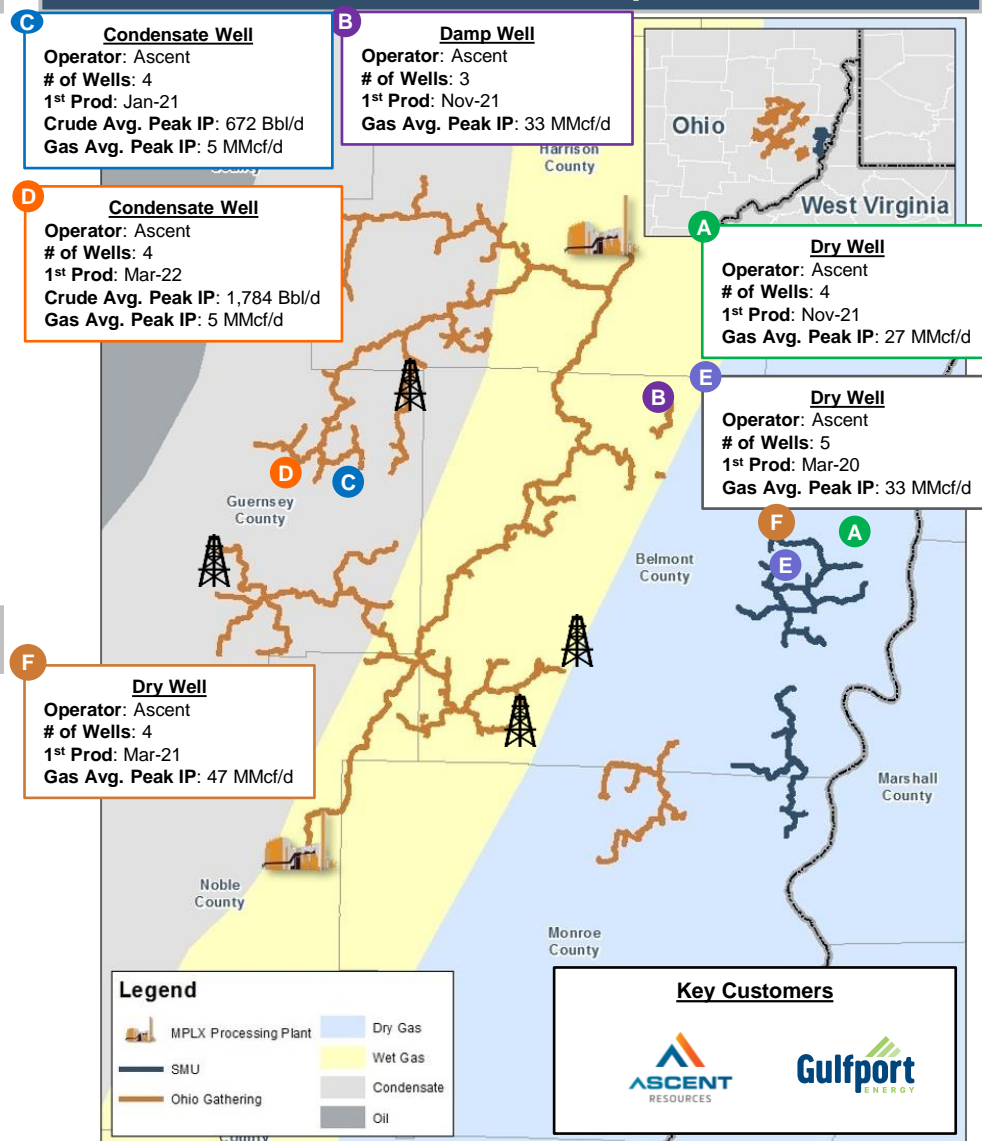 C
Condensate Well
Operator: Ascent
# of Wells: 4
1st Prod: Jan-21
Crude Avg. Peak IP: 672 Bbl/d
Gas Avg. Peak IP: 5 MMcf/d
B
Damp Well
Operator: Ascent
# of Wells: 3
1st Prod: Nov-21
Gas Avg. Peak IP: 33 MMcf/d
Ohio
West Virginia
Harrison
County
D
Condensate Well
Operator: Ascent
# of Wells: 4
1st Prod: Mar-22
Crude Avg. Peak IP: 1,784 Bbl/d
Gas Avg. Peak IP: 5 MMcf/d
A
Dry Well
Operator: Ascent
# of Wells: 4
1st Prod: Nov-21
Gas Avg. Peak IP: 27 MMcf/d
E
Dry Well
Operator: Ascent
# of Wells: 5
1st Prod: Mar-20
Gas Avg. Peak IP: 33 MMcf/d
B
D
C
Guernsey
County
F
A
E
Belmont
County
F
Dry Well
Operator: Ascent
# of Wells: 4
1st Prod: Mar-21
Gas Avg. Peak IP: 47 MMcf/d
Marshall
County
Noble
County
Monroe
County
Legend
MPLX Processing Plant
SMU
Ohio Gathering
Dry Gas
Wet Gas
Condensate
Oil
County
Key Customers
ASCENT
RESOURCES
Gulfport
ENERGY